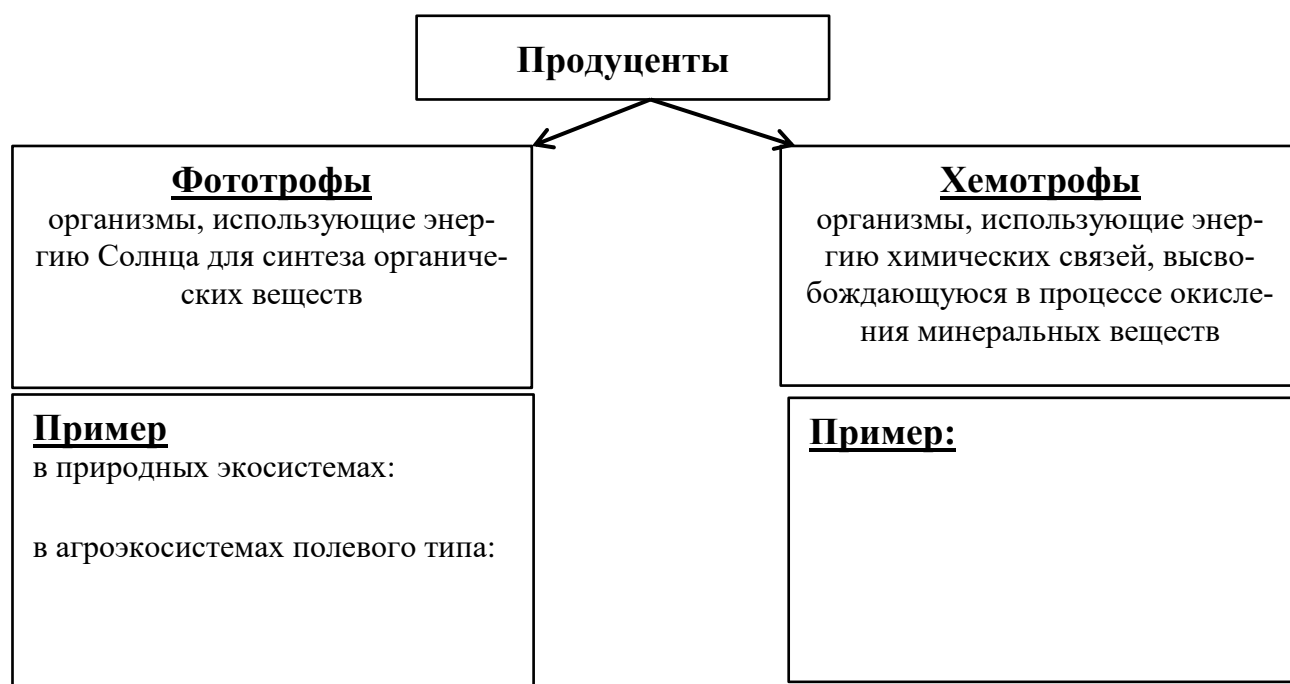 Продуценты
Фототрофы
организмы, использующие энер-
гию Солнца для синтеза органиче-
ских веществ
Хемотрофы
организмы, использующие энер-
гию химических связей, высво-
бождающуюся в процессе окисле-
ния минеральных веществ
Пример
в природных экосистемах:
в агроэкосистемах полевого типа:
Пример: